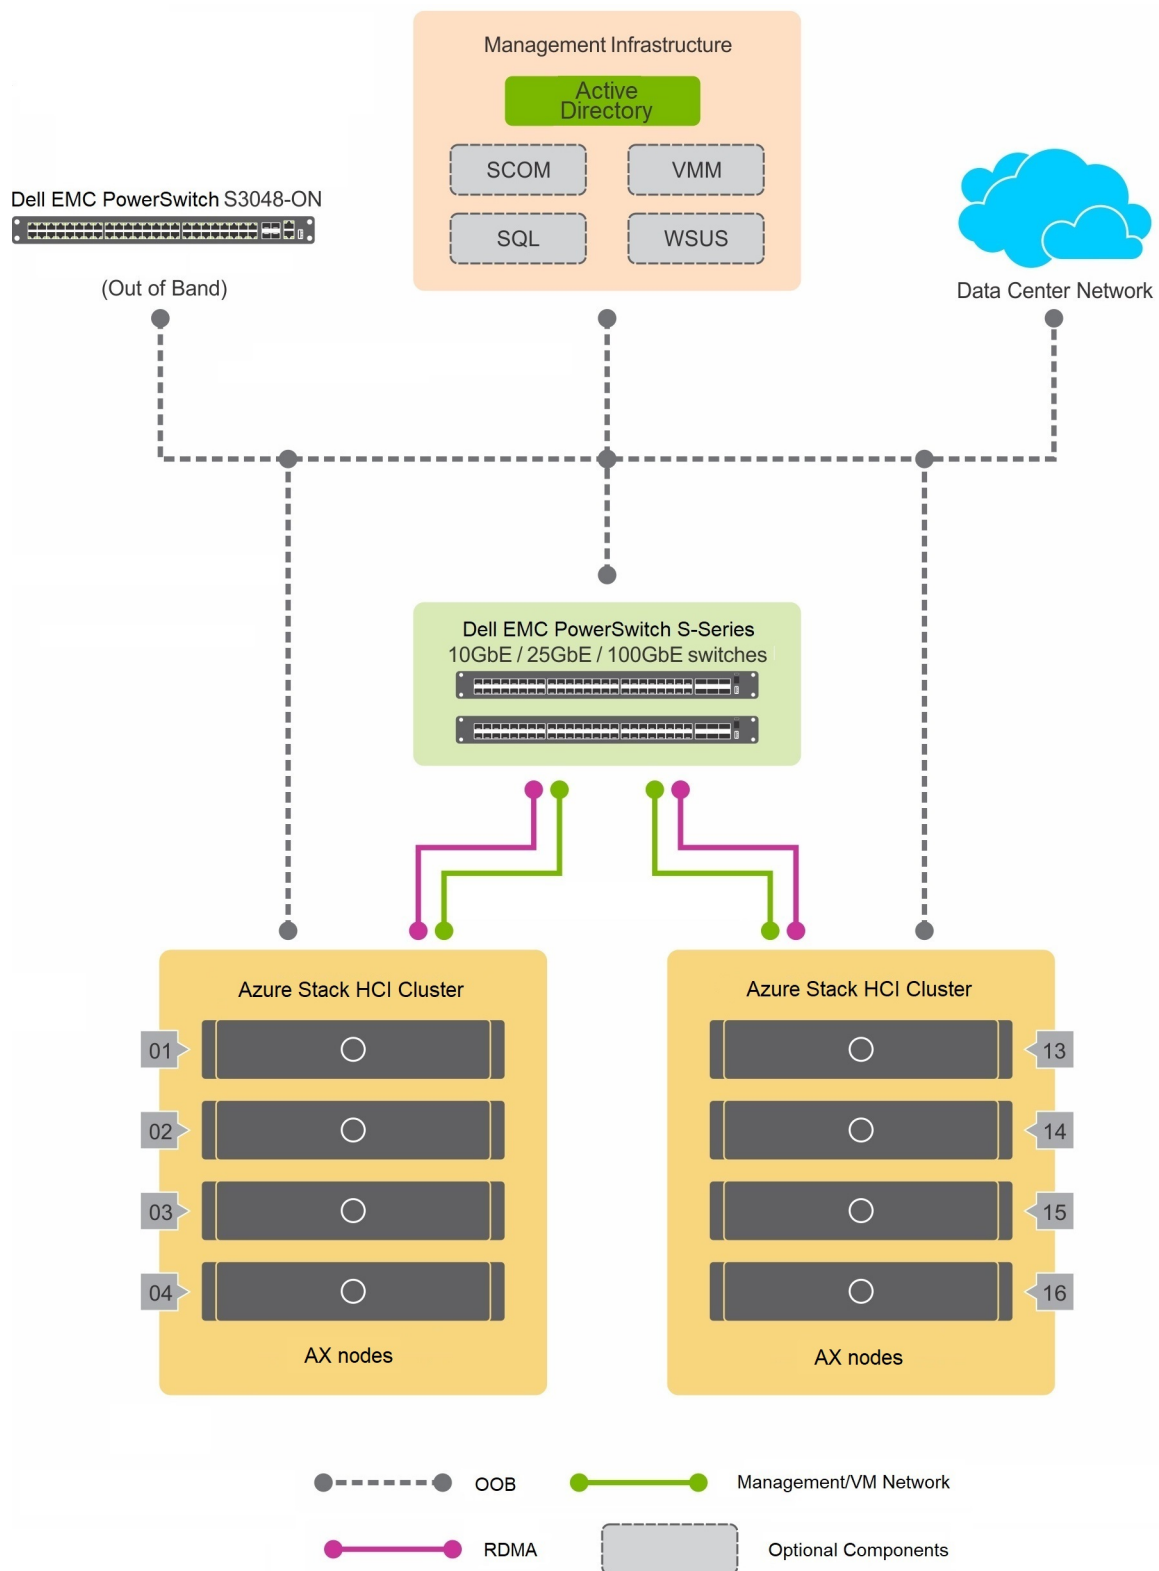 Management Infrastructure
Active
Directory
SCOM
VMM
SQL
WSUS
Dell EMC PowerSwitch S3048-ON
(Out of Band)
Data Center Network
Dell EMC PowerSwitch S-Series
10GbE / 25GbE / 100GbE switches
Azure Stack HCI Cluster
01
02
03
04
AX nodes
Azure Stack HCI Cluster
13
14
15
16
AX nodes
OOB
Management/VM Network
RDMA
Optional Components